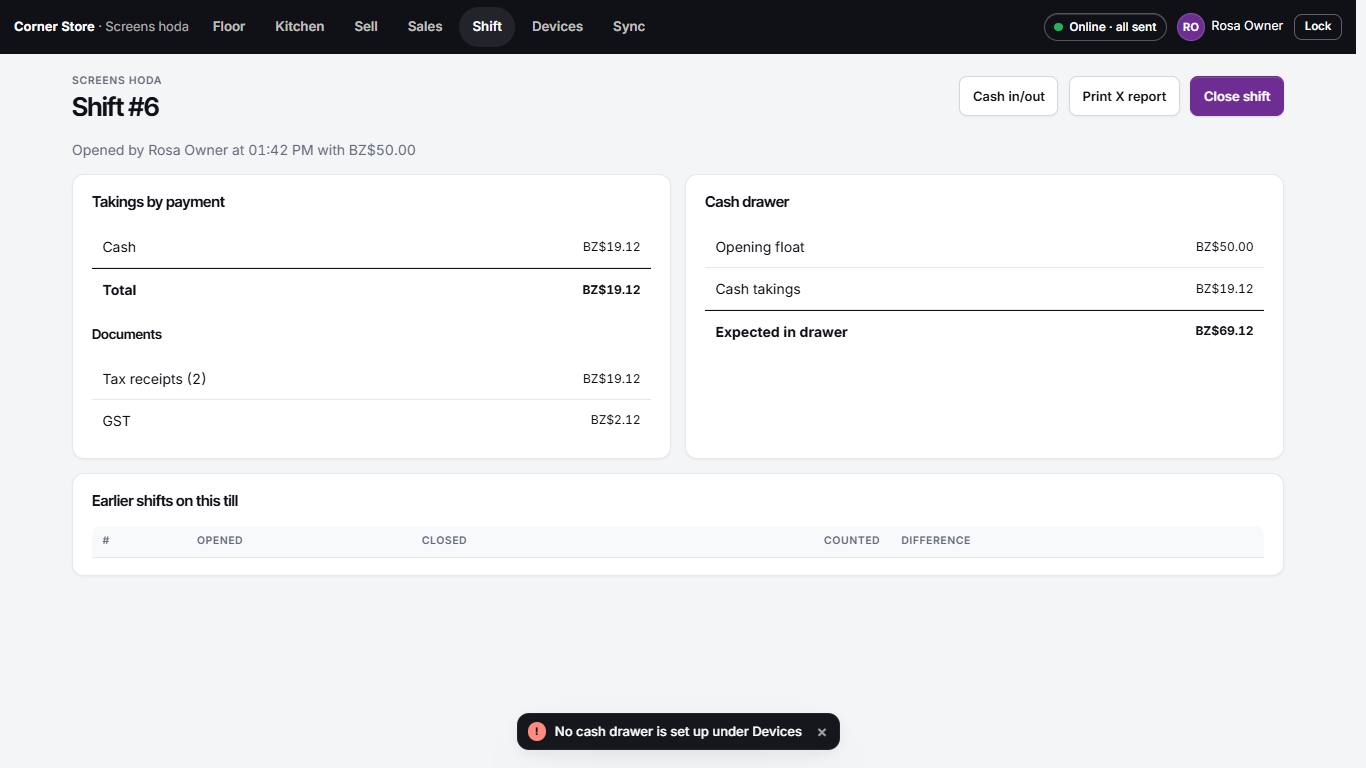 Corner Store · Screens hoda Floor Kitchen Sell Sales Shift Devices Sync Online · all sent RO Rosa Owner Lock
SCREENS HODA
Shift #6
Cash in/out Print X report Close shift
Opened by Rosa Owner at 01:42 PM with BZ$50.00
Takings by payment
Cash BZ$19.12
Total BZ$19.12
Documents
Tax receipts (2) BZ$19.12
GST BZ$2.12
Cash drawer
Opening float BZ$50.00
Cash takings BZ$19.12
Expected in drawer BZ$69.12
Earlier shifts on this till
# OPENED CLOSED COUNTED DIFFERENCE
! No cash drawer is set up under Devices ×